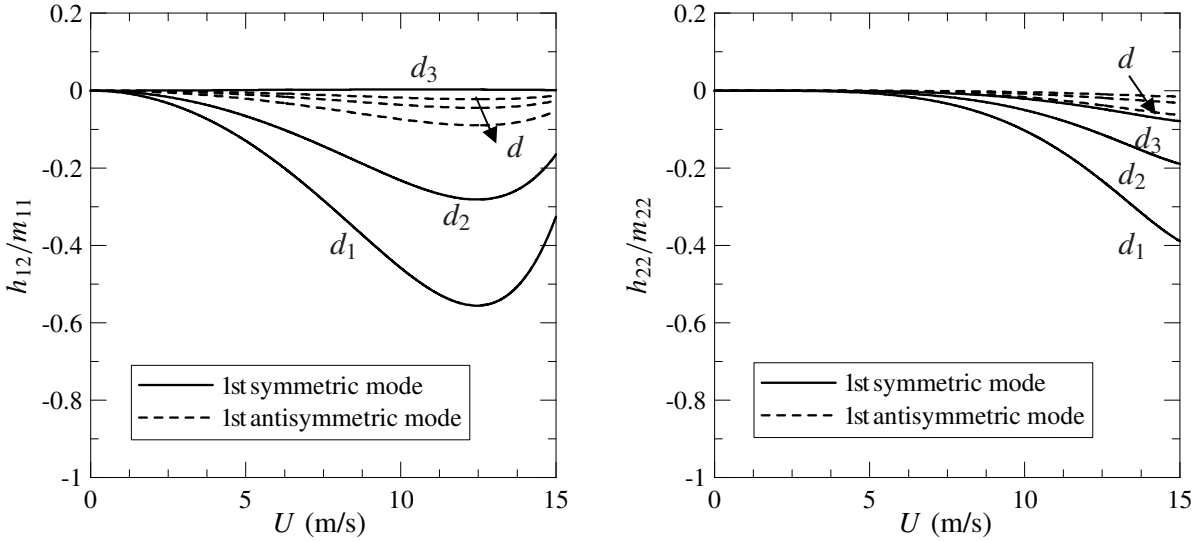 0.2
0
-0.2
-0.4
-0.6
-0.8
-1
h12/m11
d3
d
d2
d1
1st symmetric mode
1st antisymmetric mode
0 5 10 15
U (m/s)
0.2
0
-0.2
-0.4
-0.6
-0.8
-1
h22/m22
d
d3
d2
d1
1st symmetric mode
1st antisymmetric mode
0 5 10 15
U (m/s)